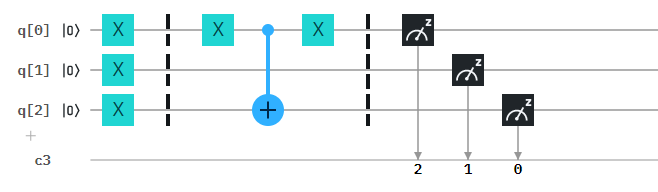 q[0] |0⟩ X X X z
q[1] |0⟩ X z
q[2] |0⟩ X + z
+
c3
2 1 0